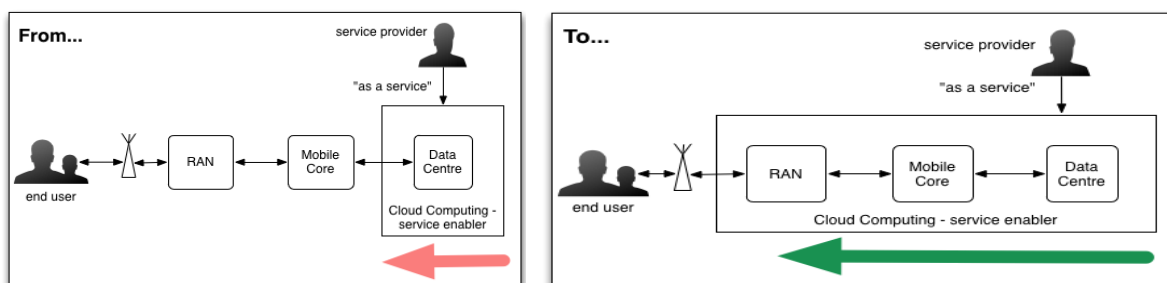 From...
service provider
"as a service"
RAN
Mobile
Core
Data
Centre
end user
Cloud Computing -
service enabler
To...
service provider
"as a service"
RAN
Mobile
Core
Data
Centre
end user
Cloud Computing - service enabler